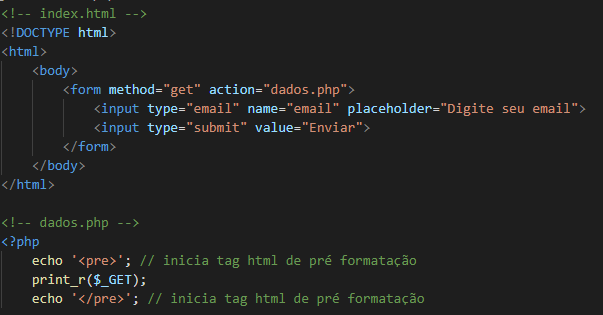 <!-- index.html -->
<!DOCTYPE html>
<html>
<body>
<form method="get" action="dados.php">
<input type="email" name="email" placeholder="Digite seu email">
<input type="submit" value="Enviar">
</form>
</body>
</html>
<!-- dados.php -->
<?php
echo '<pre>'; // inicia tag html de pré formatação
print_r($_GET);
echo '</pre>'; // inicia tag html de pré formatação